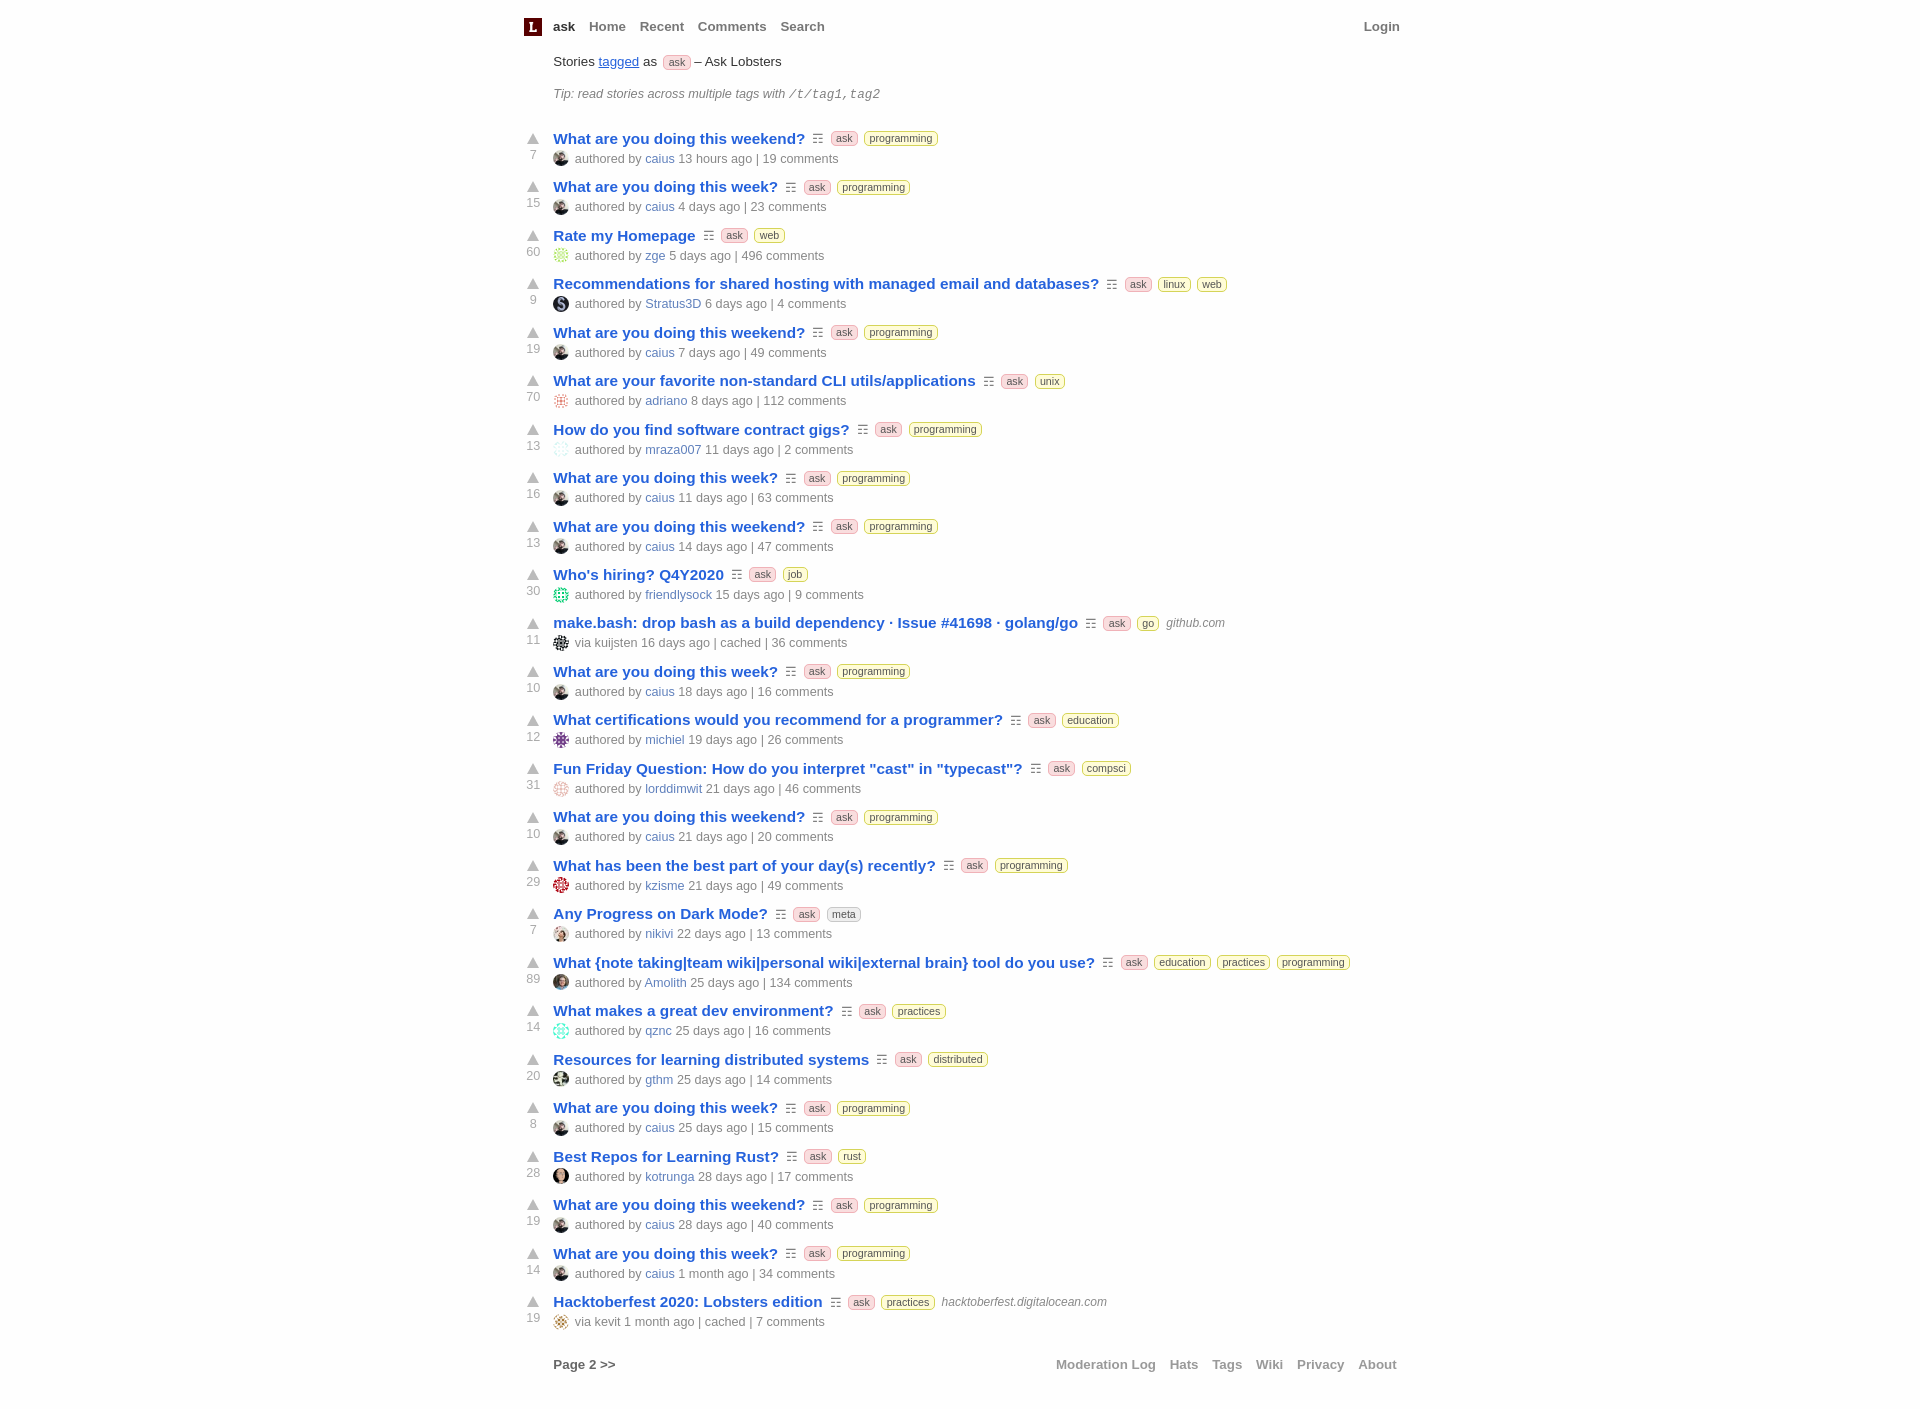 L ask Home Recent Comments Search Login
Stories tagged as ask – Ask Lobsters
Tip: read stories across multiple tags with /t/tag1,tag2
What are you doing this weekend? ☶ ask programming
7 authored by caius 13 hours ago | 19 comments
What are you doing this week? ☶ ask programming
15 authored by caius 4 days ago | 23 comments
Rate my Homepage ☶ ask web
60 authored by zge 5 days ago | 496 comments
Recommendations for shared hosting with managed email and databases? ☶ ask linux web
9 authored by Stratus3D 6 days ago | 4 comments
What are you doing this weekend? ☶ ask programming
19 authored by caius 7 days ago | 49 comments
What are your favorite non-standard CLI utils/applications ☶ ask unix
70 authored by adriano 8 days ago | 112 comments
How do you find software contract gigs? ☶ ask programming
13 authored by mraza007 11 days ago | 2 comments
What are you doing this week? ☶ ask programming
16 authored by caius 11 days ago | 63 comments
What are you doing this weekend? ☶ ask programming
13 authored by caius 14 days ago | 47 comments
Who's hiring? Q4Y2020 ☶ ask job
30 authored by friendlysock 15 days ago | 9 comments
make.bash: drop bash as a build dependency · Issue #41698 · golang/go ☶ ask go github.com
11 via kuijsten 16 days ago | cached | 36 comments
What are you doing this week? ☶ ask programming
10 authored by caius 18 days ago | 16 comments
What certifications would you recommend for a programmer? ☶ ask education
12 authored by michiel 19 days ago | 26 comments
Fun Friday Question: How do you interpret "cast" in "typecast"? ☶ ask compsci
31 authored by lorddimwit 21 days ago | 46 comments
What are you doing this weekend? ☶ ask programming
10 authored by caius 21 days ago | 20 comments
What has been the best part of your day(s) recently? ☶ ask programming
29 authored by kzisme 21 days ago | 49 comments
Any Progress on Dark Mode? ☶ ask meta
7 authored by nikivi 22 days ago | 13 comments
What {note taking|team wiki|personal wiki|external brain} tool do you use? ☶ ask education practices programming
89 authored by Amolith 25 days ago | 134 comments
What makes a great dev environment? ☶ ask practices
14 authored by qznc 25 days ago | 16 comments
Resources for learning distributed systems ☶ ask distributed
20 authored by gthm 25 days ago | 14 comments
What are you doing this week? ☶ ask programming
8 authored by caius 25 days ago | 15 comments
Best Repos for Learning Rust? ☶ ask rust
28 authored by kotrunga 28 days ago | 17 comments
What are you doing this weekend? ☶ ask programming
19 authored by caius 28 days ago | 40 comments
What are you doing this week? ☶ ask programming
14 authored by caius 1 month ago | 34 comments
Hacktoberfest 2020: Lobsters edition ☶ ask practices hacktoberfest.digitalocean.com
19 via kevit 1 month ago | cached | 7 comments
Page 2 >> Moderation Log Hats Tags Wiki Privacy About